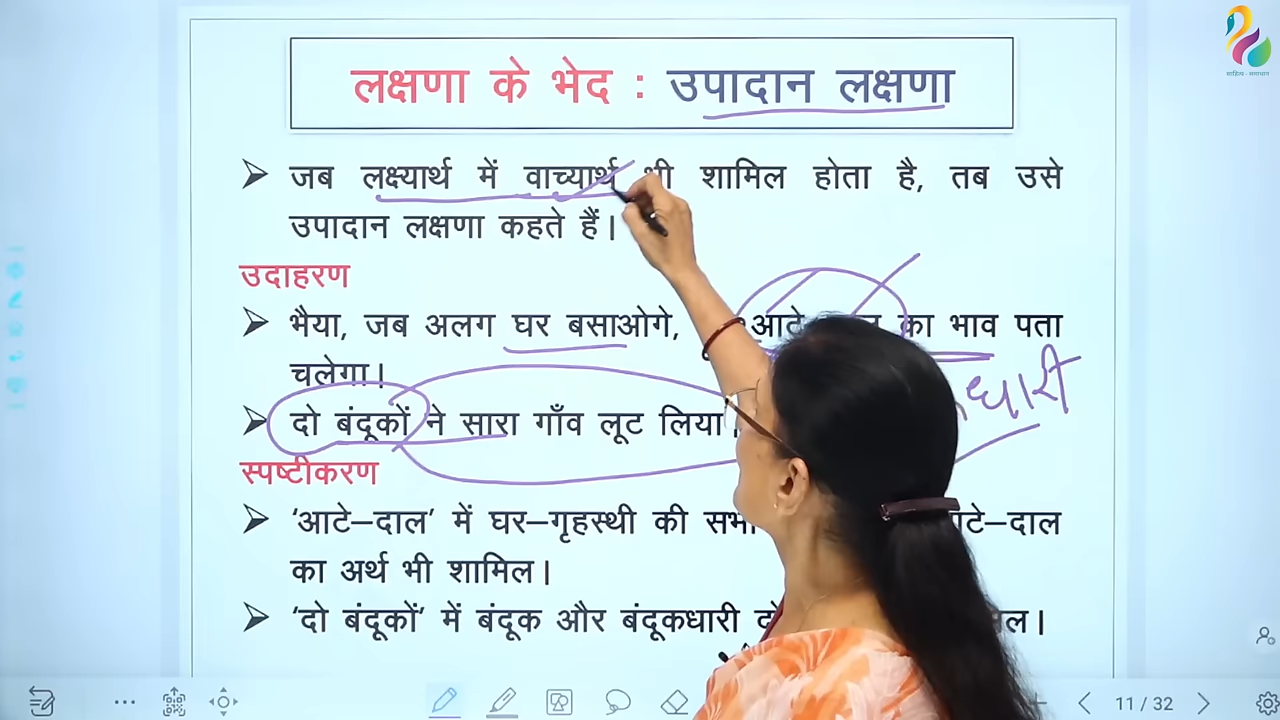 साहित्य - समाधान
लक्षणा के भेद : उपादान लक्षणा
जब लक्ष्यार्थ में वाच्यार्थ भी शामिल होता है, तब उसे
उपादान लक्षणा कहते हैं।
उदाहरण
भैया, जब अलग घर बसाओगे, आटे का भाव पता
चलेगा।
धारी
दो बंदूकों ने सारा गाँव लूट लिया।
स्पष्टीकरण
‘आटे–दाल’ में घर–गृहस्थी की सभी आटे–दाल
का अर्थ भी शामिल।
‘दो बंदूकों’ में बंदूक और बंदूकधारी
11 / 32